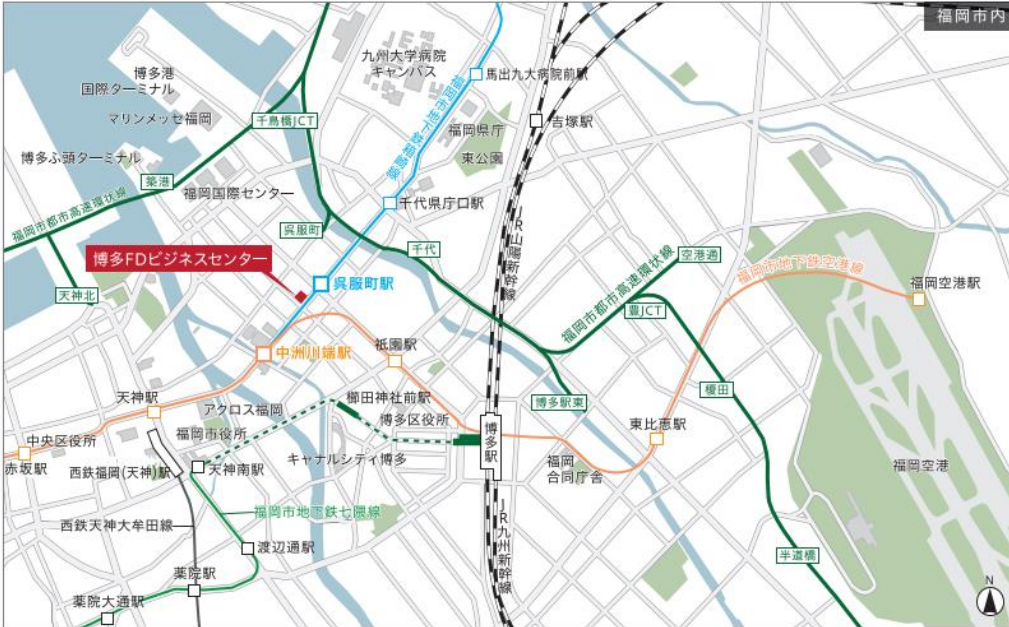 福岡市内
九州大学病院
キャンパス
博多港
国際ターミナル
マリンメッセ福岡
福岡市地下鉄箱崎線
馬出九大病院前駅
千鳥橋JCT
福岡県庁
吉塚駅
東公園
博多ふ頭ターミナル
築港
福岡国際センター
福岡市都市高速環状線
千代県庁口駅
呉服町
千代
JR山陽新幹線
空港通
博多FDビジネスセンター
呉服町駅
福岡市都市高速環状線
福岡市地下鉄空港線
福岡空港駅
天神北
豊JCT
中洲川端駅
祇園駅
天神駅
櫛田神社前駅
榎田
アクロス福岡
博多区役所
博多駅
博多駅東
東比恵駅
中央区役所
福岡市役所
赤坂駅
西鉄福岡(天神)駅
天神南駅
キャナルシティ博多
福岡
合同庁舎
福岡空港
西鉄天神大牟田線
福岡市地下鉄七隈線
JR九州新幹線
渡辺通駅
半道橋
薬院駅
薬院大通駅
N